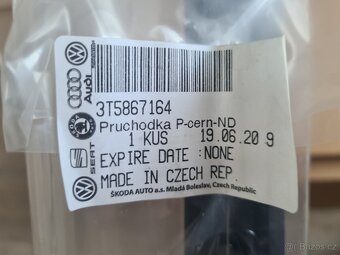 Audi
SEAT
3T5867164
Pruchodka P-cern-ND
1 KUS 19.06.20 9
EXPIRE DATE :NONE
MADE IN CZECH REP.
ŠKODA AUTO a.s. Mladá Boleslav, Czech Republic